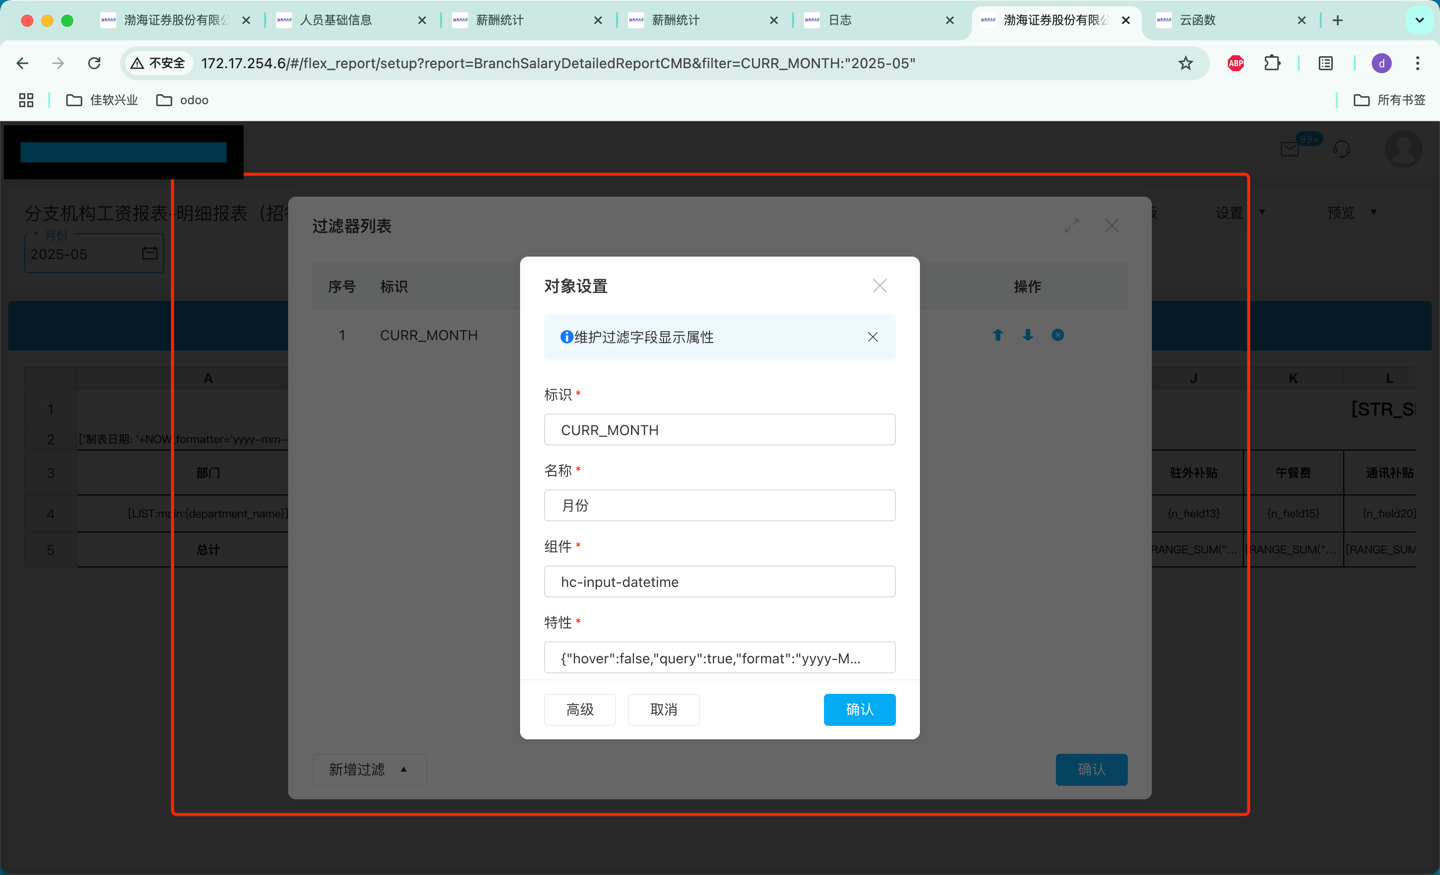 渤海证券股份有限公
人员基础信息
薪酬统计
薪酬统计
日志
渤海证券股份有限公
云函数
不安全
172.17.254.6/#/flex_report/setup?report=BranchSalaryDetailedReportCMB&filter=CURR_MONTH:"2025-05"
ABP
d
佳软兴业
odoo
所有书签
99+
分支机构工资报表-明细报表（招
设置
预览
* 月份
2025-05
过滤器列表
序号
标识
操作
1
CURR_MONTH
对象设置
维护过滤字段显示属性
标识 *
CURR_MONTH
名称 *
月份
组件 *
hc-input-datetime
特性 *
{"hover":false,"query":true,"format":"yyyy-M...
高级
取消
确认
新增过滤
确认
A
J
K
L
1
[STR_S
2
['制表日期: '+NOW,formatter='yyyy-mm-
3
部门
驻外补贴
午餐费
通讯补贴
4
[LIST:main:{department_name}]
{n_field13}
{n_field15}
{n_field20}
5
总计
RANGE_SUM("...
RANGE_SUM("...
[RANGE_SUM